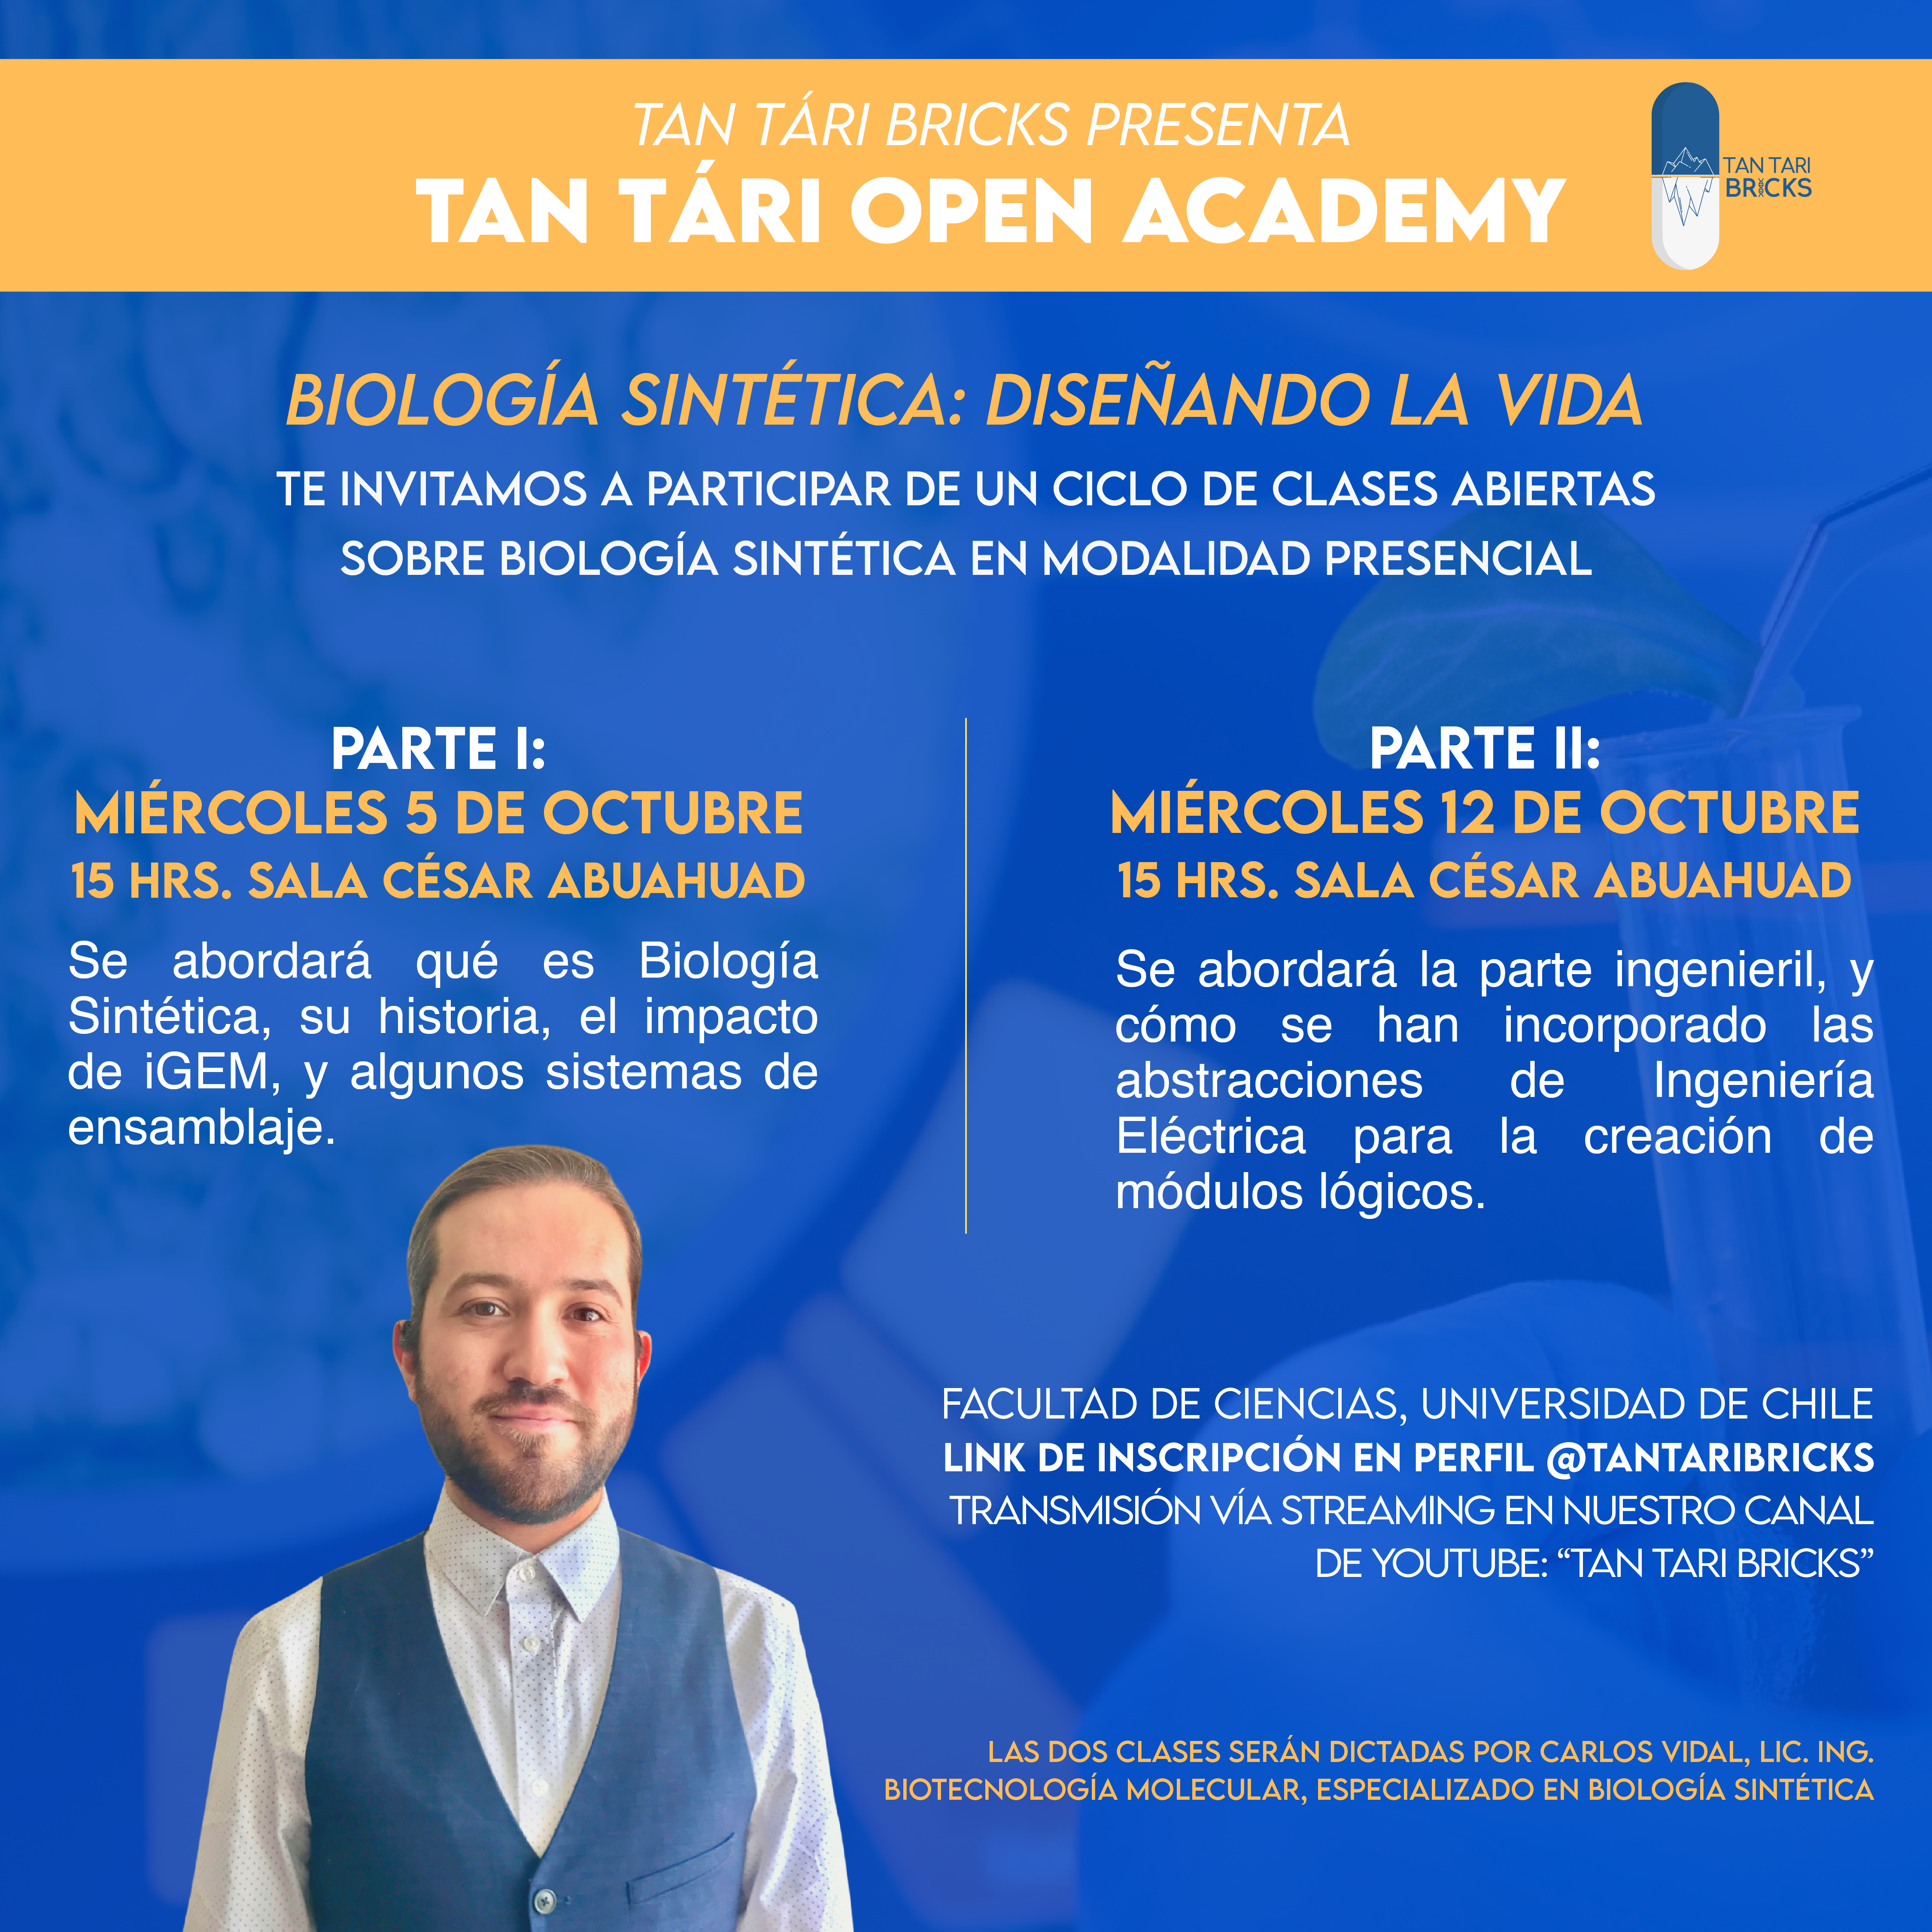 TAN TÁRI BRICKS PRESENTA
TAN TÁRI OPEN ACADEMY
TAN TARI
BRICKS
BIOLOGÍA SINTÉTICA: DISEÑANDO LA VIDA
TE INVITAMOS A PARTICIPAR DE UN CICLO DE CLASES ABIERTAS
SOBRE BIOLOGÍA SINTÉTICA EN MODALIDAD PRESENCIAL
PARTE I:
MIÉRCOLES 5 DE OCTUBRE
15 HRS. SALA CÉSAR ABUAHUAD
Se abordará qué es Biología
Sintética, su historia, el impacto
de iGEM, y algunos sistemas de
ensamblaje.
PARTE II:
MIÉRCOLES 12 DE OCTUBRE
15 HRS. SALA CÉSAR ABUAHUAD
Se abordará la parte ingenieril, y
cómo se han incorporado las
abstracciones de Ingeniería
Eléctrica para la creación de
módulos lógicos.
FACULTAD DE CIENCIAS, UNIVERSIDAD DE CHILE
LINK DE INSCRIPCIÓN EN PERFIL @TANTARIBRICKS
TRANSMISIÓN VÍA STREAMING EN NUESTRO CANAL
DE YOUTUBE: “TAN TARI BRICKS”
LAS DOS CLASES SERÁN DICTADAS POR CARLOS VIDAL, LIC. ING.
BIOTECNOLOGÍA MOLECULAR, ESPECIALIZADO EN BIOLOGÍA SINTÉTICA